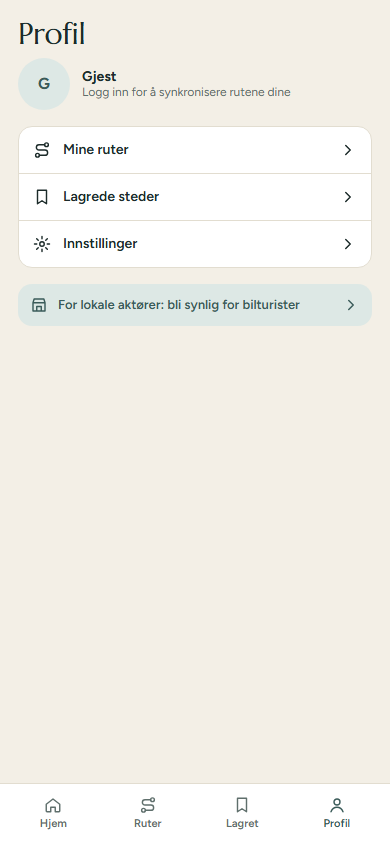 Profil
G
Gjest
Logg inn for å synkronisere rutene dine
Mine ruter
Lagrede steder
Innstillinger
For lokale aktører: bli synlig for bilturister
Hjem
Ruter
Lagret
Profil